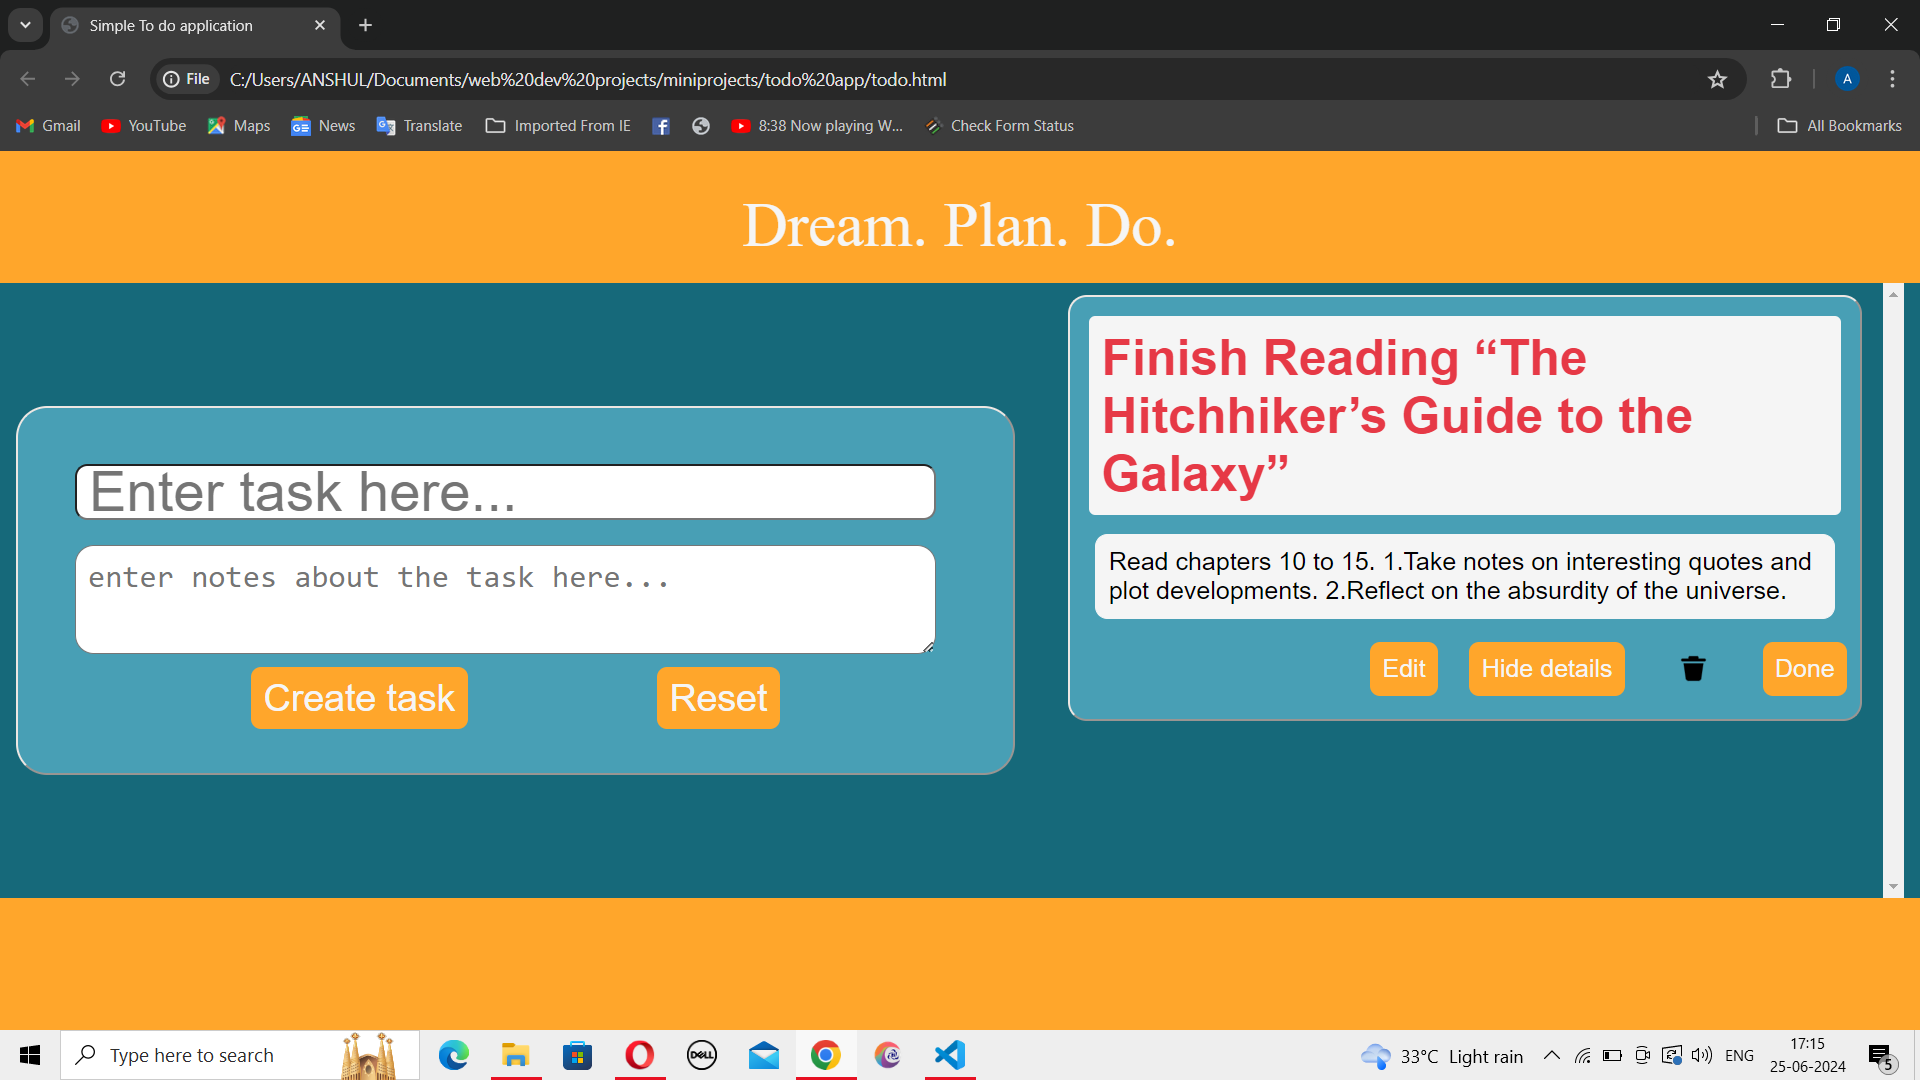 Simple To do application
File
C:/Users/ANSHUL/Documents/web%20dev%20projects/miniprojects/todo%20app/todo.html
A
Gmail
YouTube
Maps
News
Translate
Imported From IE
8:38 Now playing W...
Check Form Status
All Bookmarks
Dream. Plan. Do.
Enter task here...
enter notes about the task here...
Create task
Reset
Finish Reading “The
Hitchhiker’s Guide to the
Galaxy”
Read chapters 10 to 15. 1.Take notes on interesting quotes and
plot developments. 2.Reflect on the absurdity of the universe.
Edit
Hide details
Done
Type here to search
DELL
33°C Light rain
ENG
17:15
25-06-2024
5